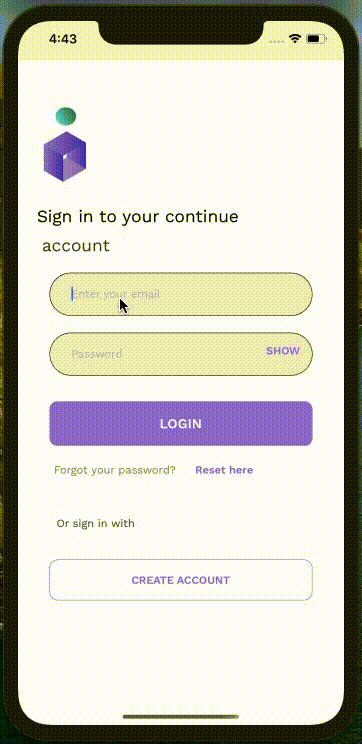 4:43
Sign in to your continue
account
Enter your email
Password
SHOW
LOGIN
Forgot your password? Reset here
Or sign in with
CREATE ACCOUNT